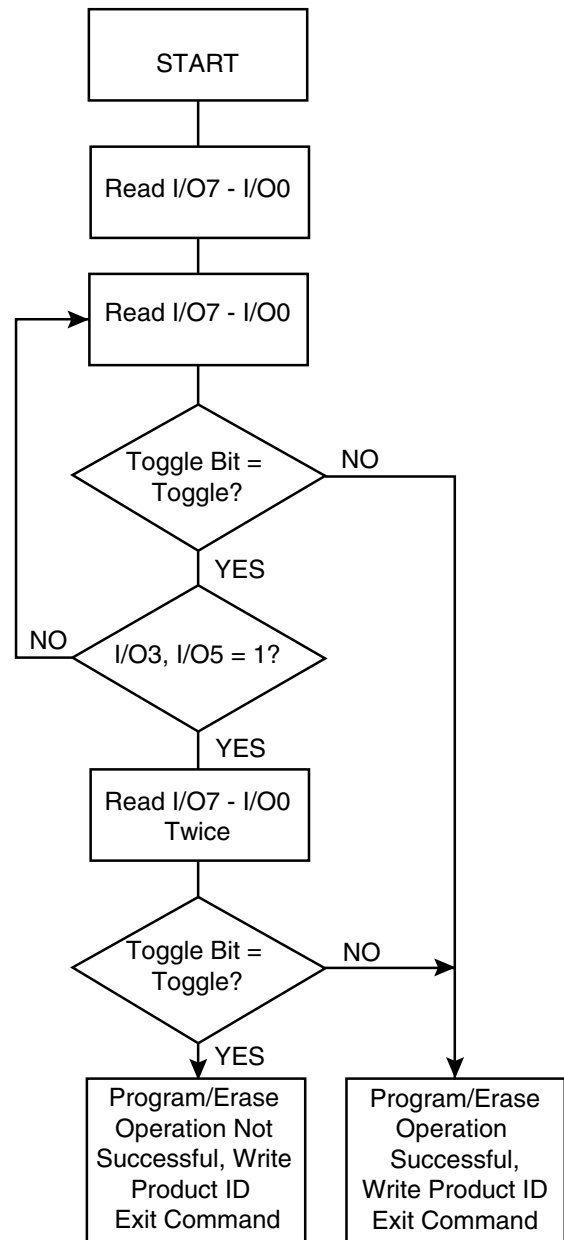 START
Read I/O7 - I/O0
Read I/O7 - I/O0
Toggle Bit =
Toggle?
NO
YES
NO
I/O3, I/O5 = 1?
YES
Read I/O7 - I/O0
Twice
Toggle Bit =
Toggle?
NO
YES
Program/Erase
Operation Not
Successful, Write
Product ID
Exit Command
Program/Erase
Operation
Successful,
Write Product ID
Exit Command